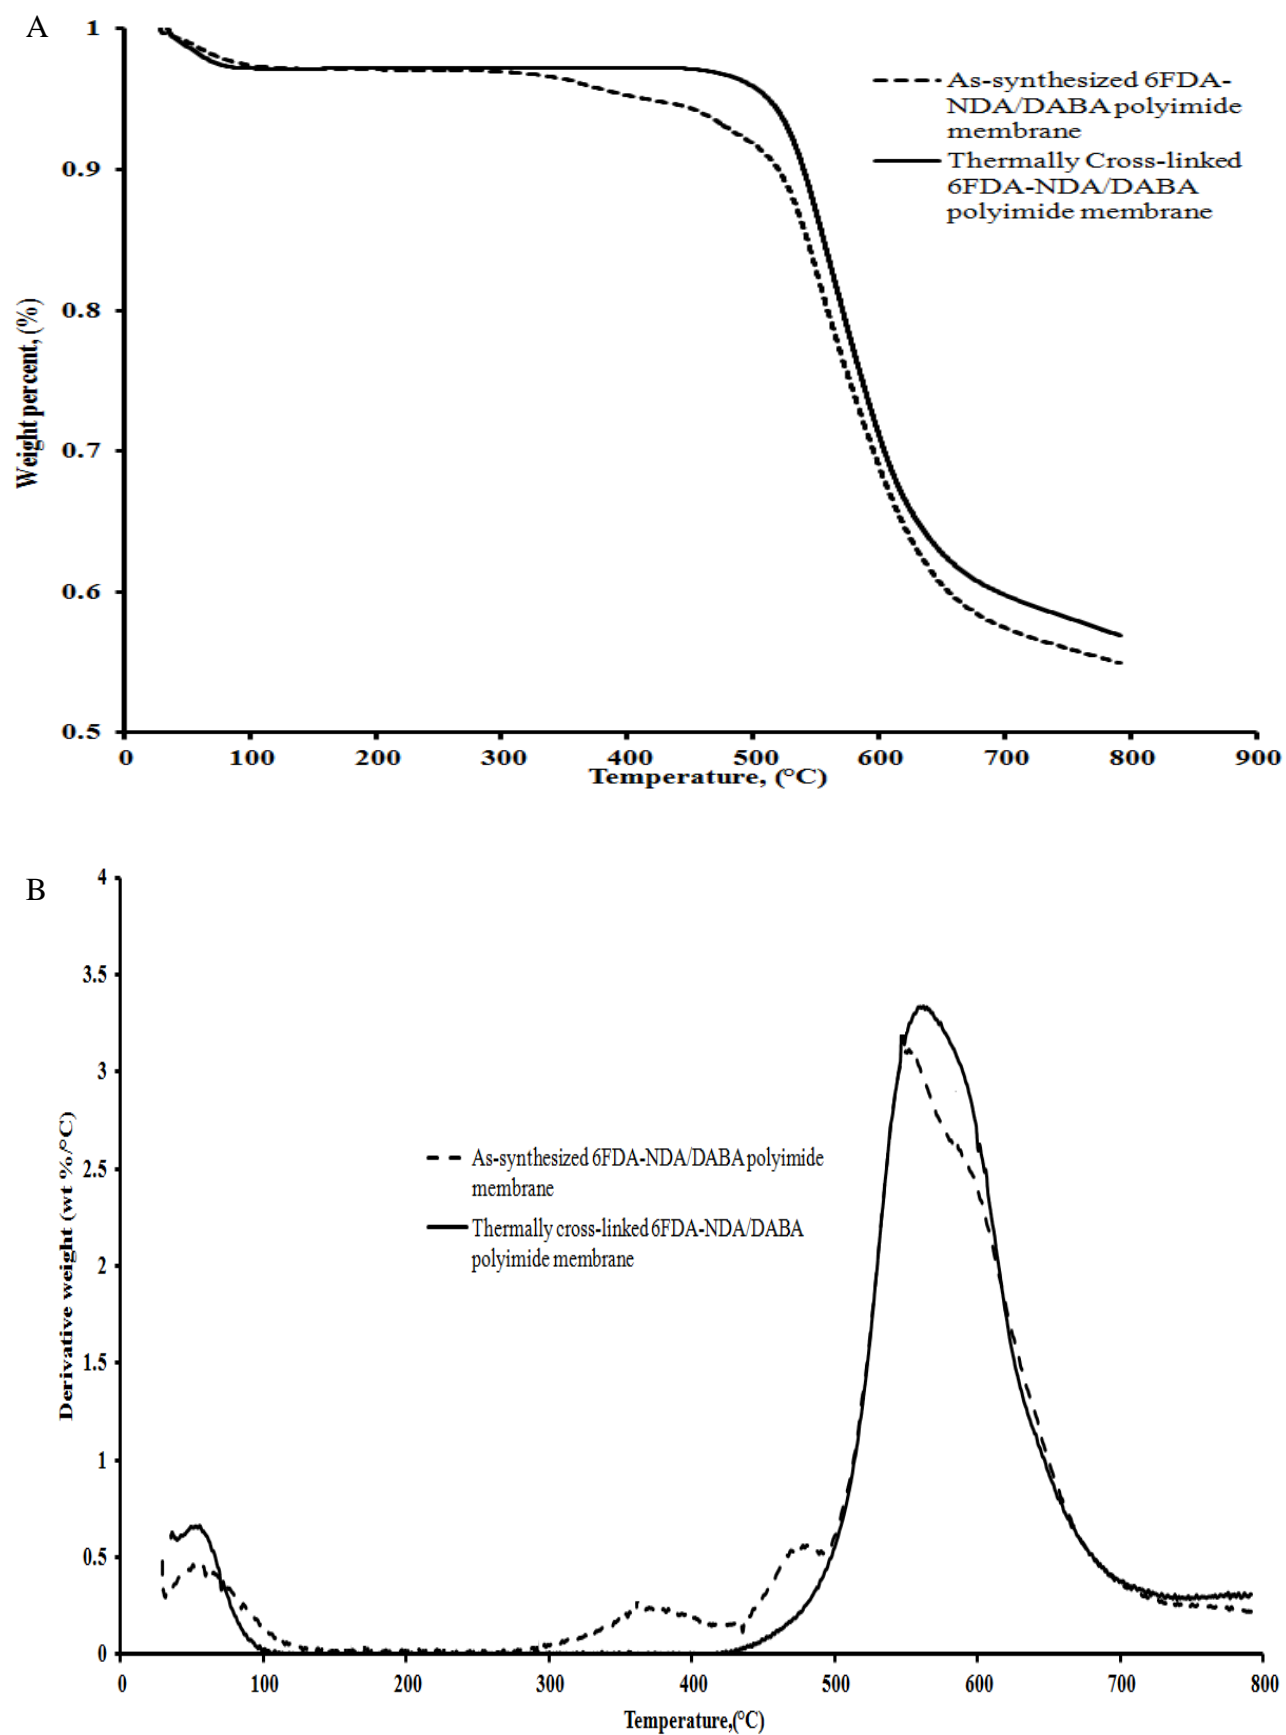 A
1
0.9
0.8
0.7
0.6
0.5
Weight percent, (%)
0 100 200 300 400 500 600 700 800 900
Temperature, (°C)
As-synthesized 6FDA-
NDA/DABA polyimide
membrane
Thermally Cross-linked
6FDA-NDA/DABA
polyimide membrane
B
4
3.5
3
2.5
2
1.5
1
0.5
0
Derivative weight (wt %/°C)
0 100 200 300 400 500 600 700 800
Temperature,(°C)
As-synthesized 6FDA-NDA/DABA polyimide
membrane
Thermally cross-linked 6FDA-NDA/DABA
polyimide membrane